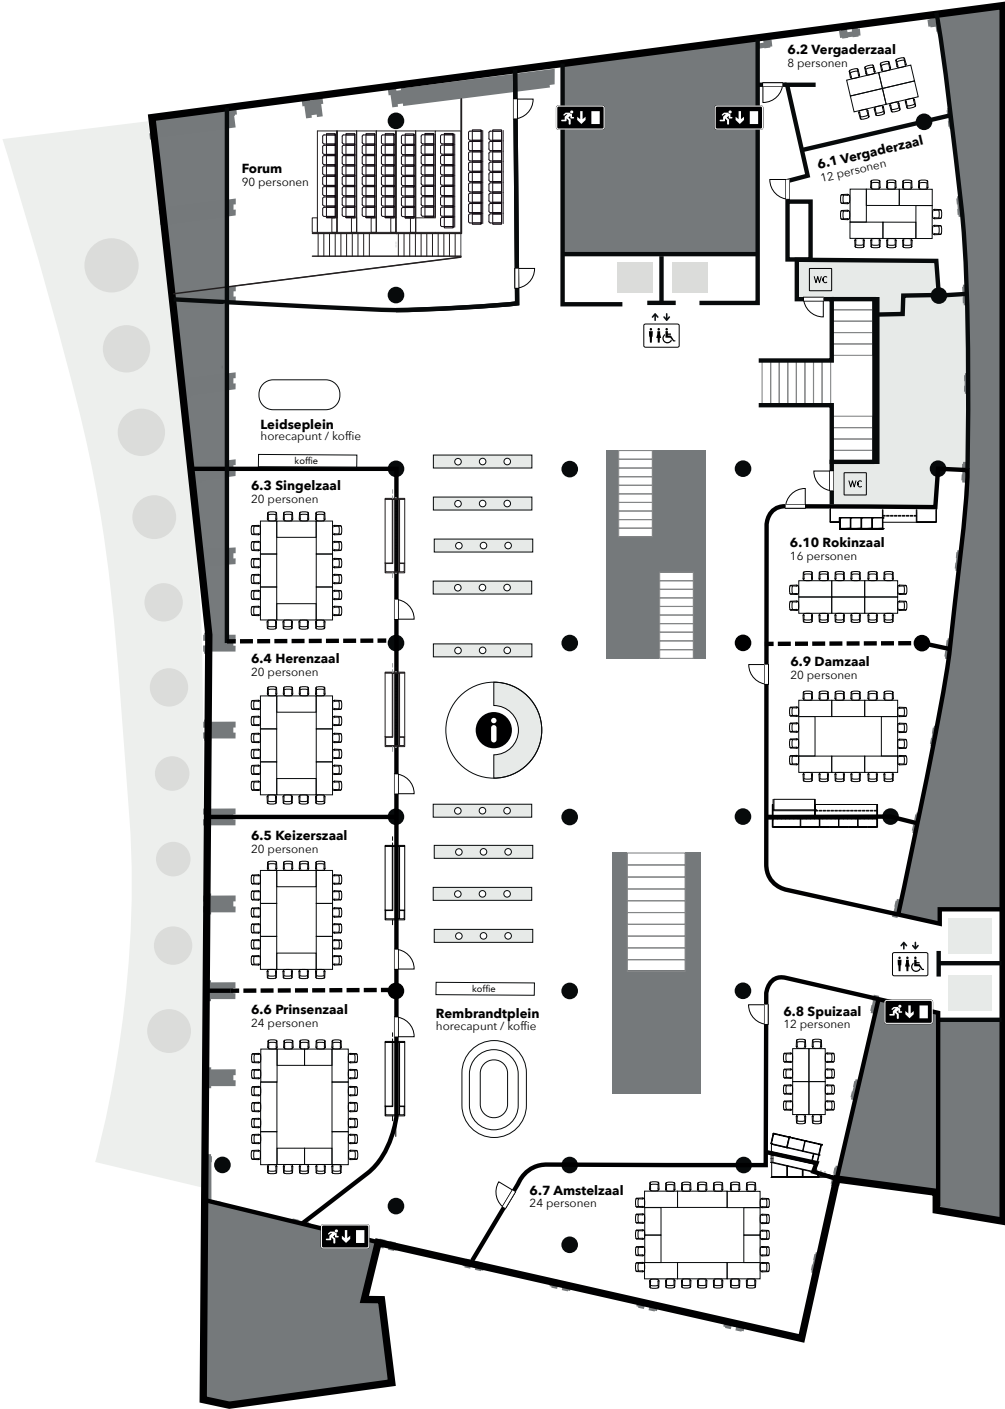 6.2 Vergaderzaal
8 personen
6.1 Vergaderzaal
12 personen
Forum
90 personen
WC
Leidseplein
horecapunt / koffie
koffie
6.3 Singelzaal
20 personen
WC
6.10 Rokinzaal
16 personen
6.4 Herenzaal
20 personen
6.9 Damzaal
20 personen
i
6.5 Keizerszaal
20 personen
koffie
Rembrandtplein
horecapunt / koffie
6.6 Prinsenzaal
24 personen
6.8 Spuizaal
12 personen
6.7 Amstelzaal
24 personen